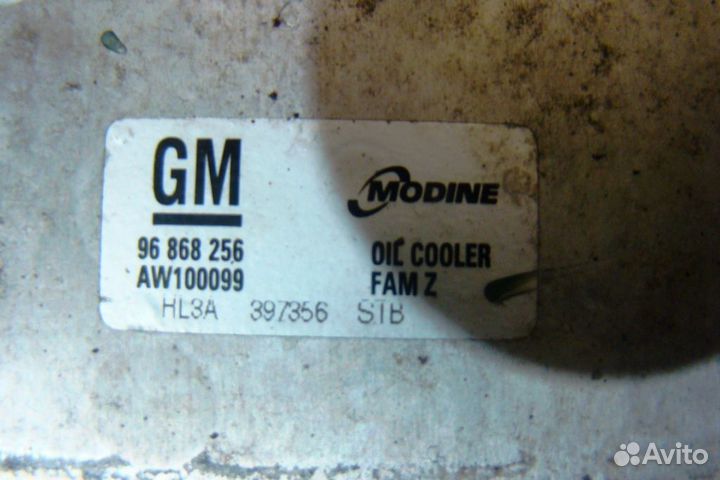 GM
MODINE
96 868 256 OIL COOLER
AW100099 FAM Z
HL3A 397356 STB
Avito